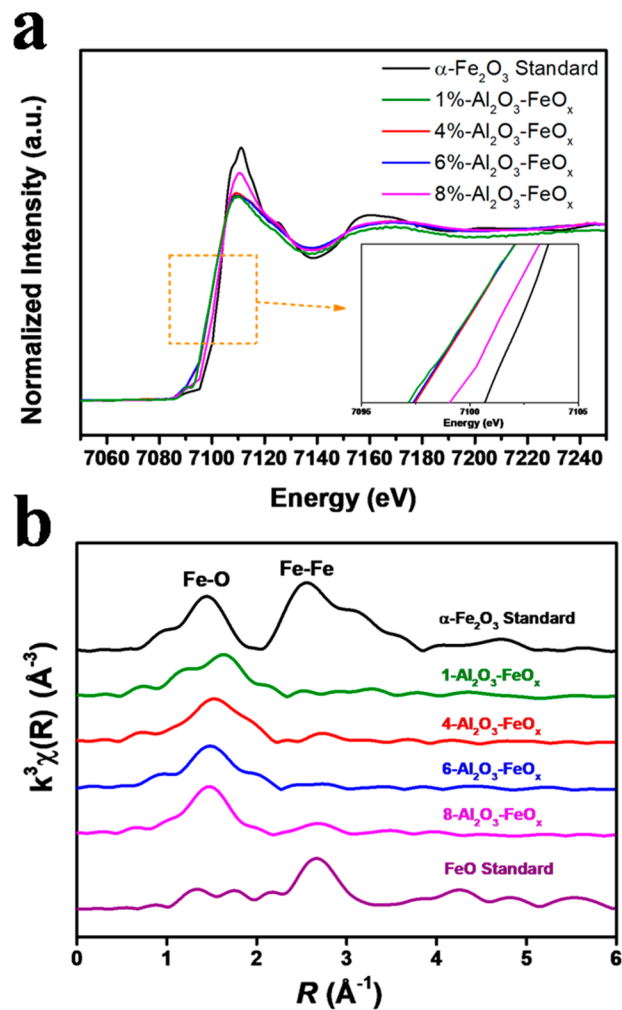 a
Normalized Intensity (a.u.)
α-Fe₂O₃ Standard
1%-Al₂O₃-FeOₓ
4%-Al₂O₃-FeOₓ
6%-Al₂O₃-FeOₓ
8%-Al₂O₃-FeOₓ
7095 7100 7105
Energy (eV)
7060 7080 7100 7120 7140 7160 7180 7200 7220 7240
Energy (eV)
b
k³χ(R) (Å⁻³)
Fe-O
Fe-Fe
α-Fe₂O₃ Standard
1-Al₂O₃-FeOₓ
4-Al₂O₃-FeOₓ
6-Al₂O₃-FeOₓ
8-Al₂O₃-FeOₓ
FeO Standard
0 1 2 3 4 5 6
R (Å⁻¹)